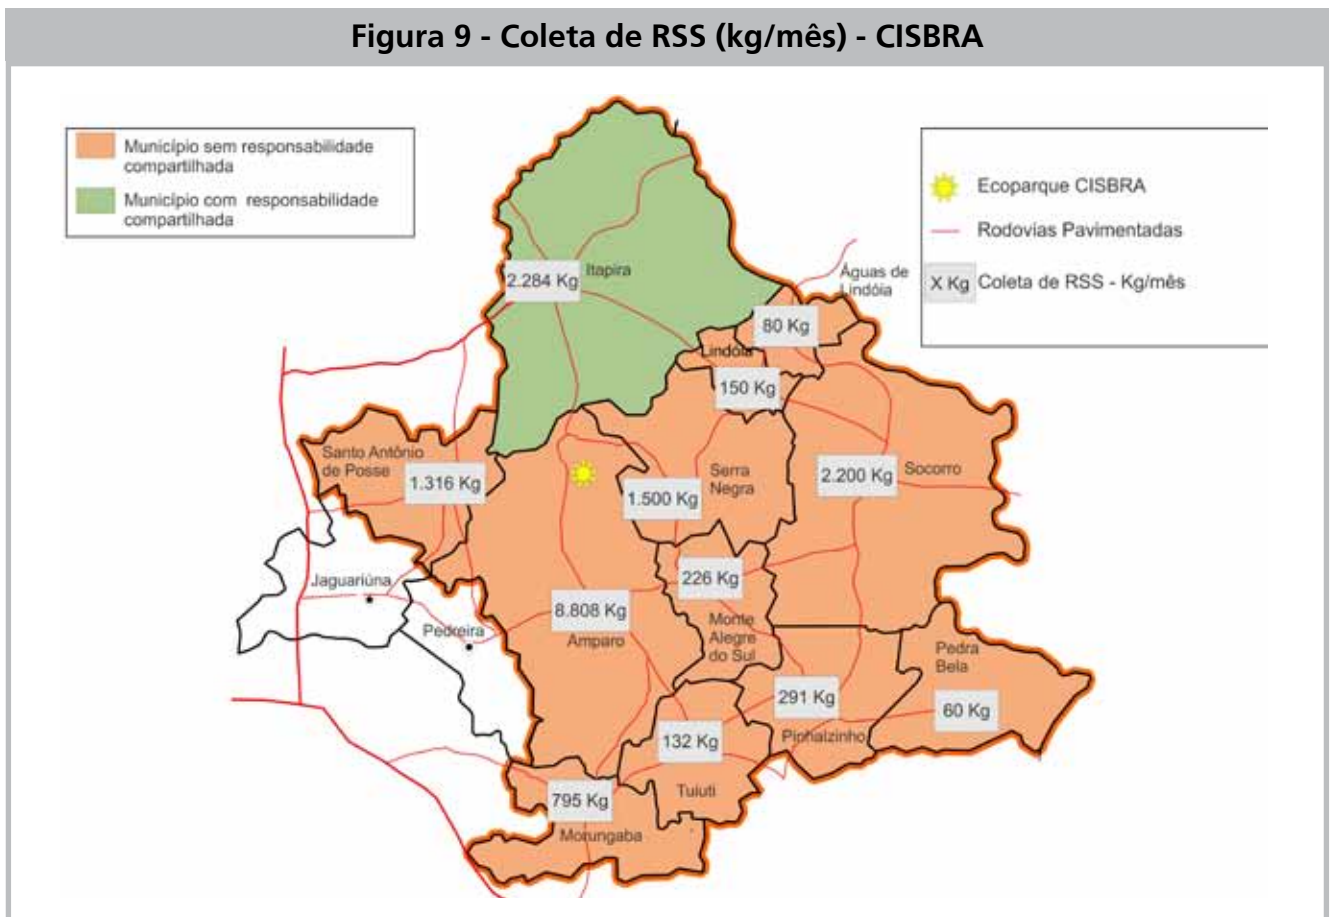 Figura 9 - Coleta de RSS (kg/mês) - CISBRA
Município sem responsabilidade
compartilhada
Município com responsabilidade
compartilhada
Ecoparque CISBRA
Rodovias Pavimentadas
X Kg Coleta de RSS - Kg/mês
2.284 Kg
Itapira
Águas de
Lindóia
80 Kg
Lindóia
150 Kg
Santo Antônio
de Posse
1.316 Kg
Serra
Negra
1.500 Kg
2.200 Kg
Socorro
Jaguariúna
Pedreira
8.808 Kg
Amparo
226 Kg
Monte
Alegre
do Sul
Pedra
Bela
60 Kg
291 Kg
Pinhalzinho
132 Kg
Tuiuti
795 Kg
Morungaba